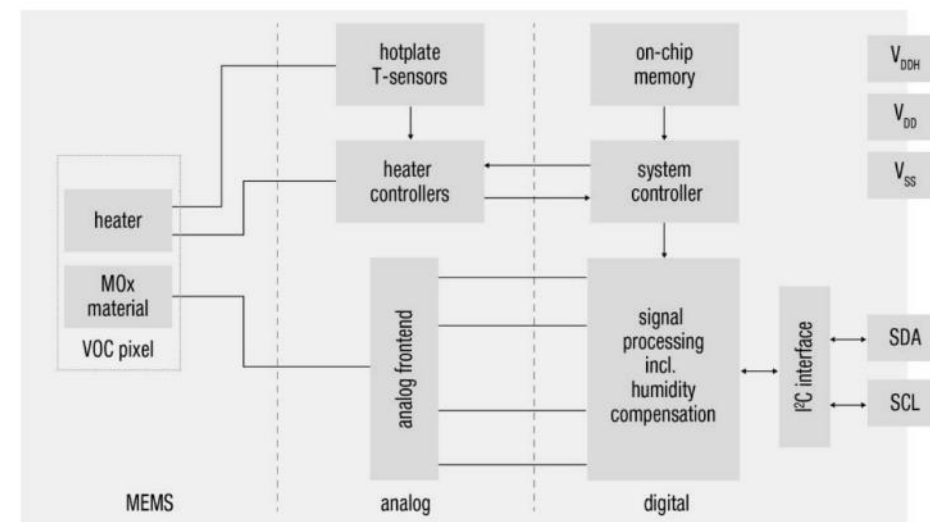 hotplate
T-sensors
on-chip
memory
V_DDH
V_DD
V_SS
heater
controllers
system
controller
heater
MOx
material
VOC pixel
analog frontend
signal
processing
incl.
humidity
compensation
I²C interface
SDA
SCL
MEMS
analog
digital